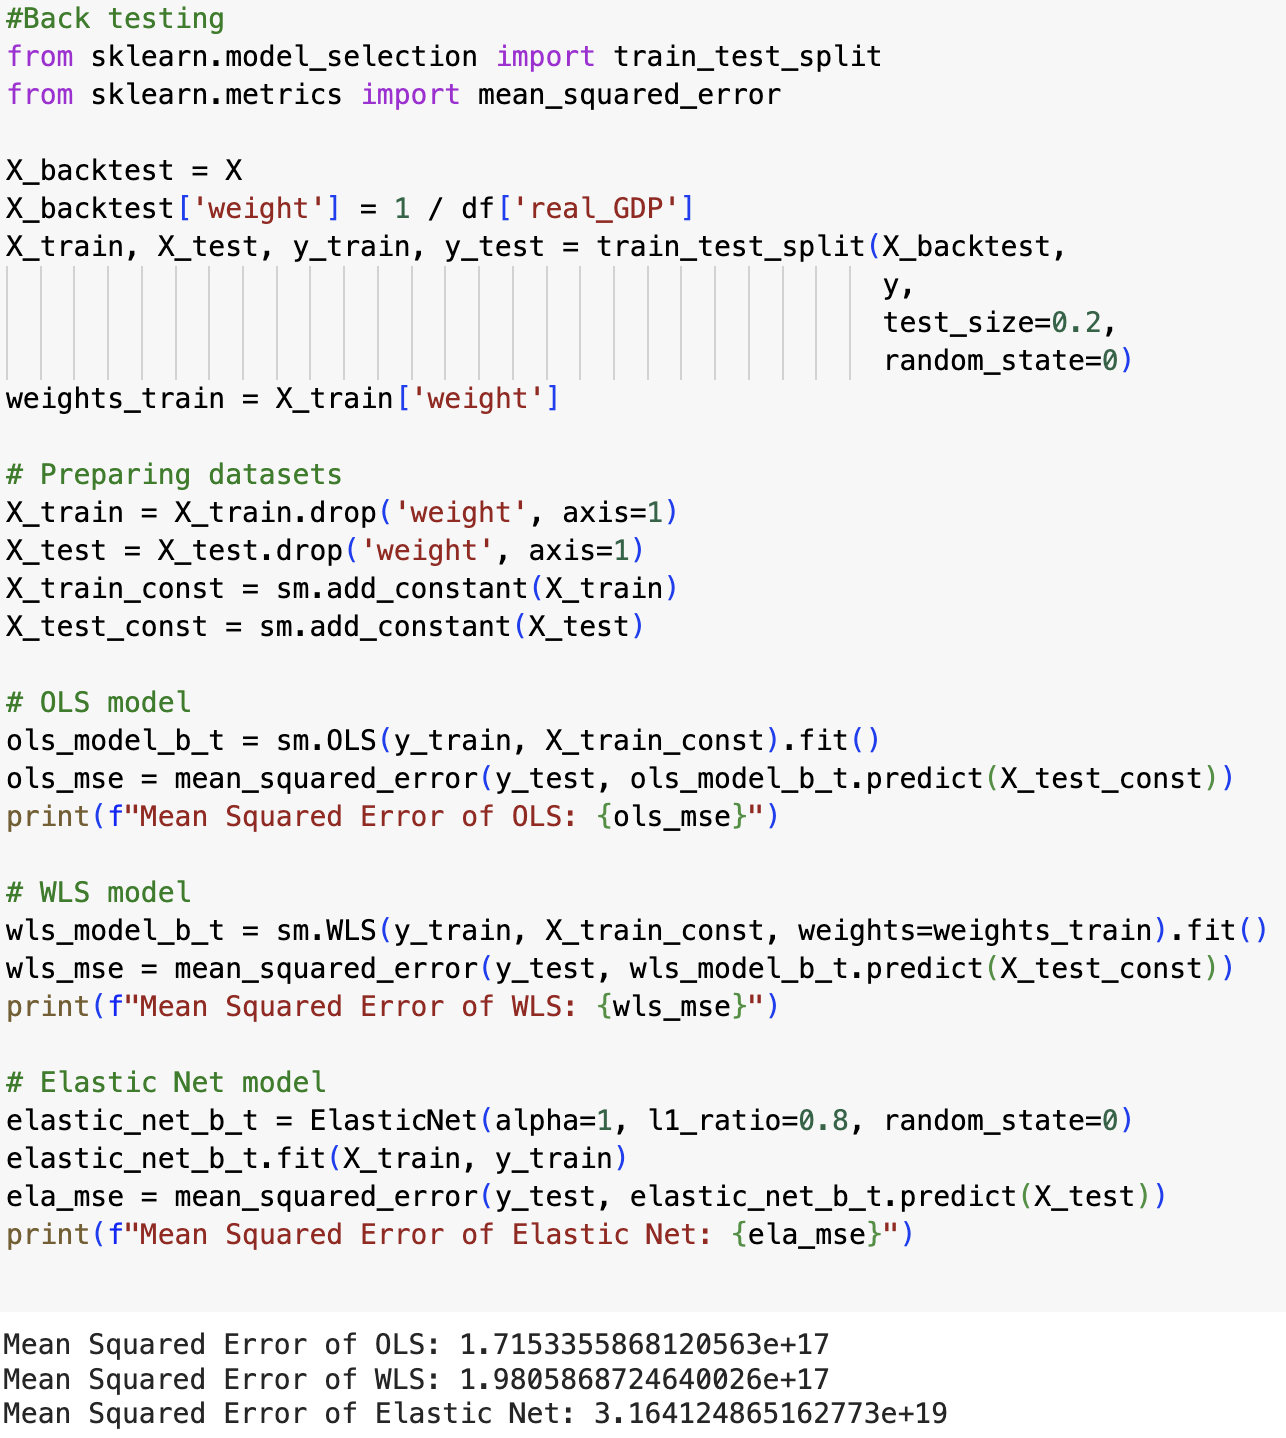 #Back testing
from sklearn.model_selection import train_test_split
from sklearn.metrics import mean_squared_error
X_backtest = X
X_backtest['weight'] = 1 / df['real_GDP']
X_train, X_test, y_train, y_test = train_test_split(X_backtest,
y,
test_size=0.2,
random_state=0)
weights_train = X_train['weight']
# Preparing datasets
X_train = X_train.drop('weight', axis=1)
X_test = X_test.drop('weight', axis=1)
X_train_const = sm.add_constant(X_train)
X_test_const = sm.add_constant(X_test)
# OLS model
ols_model_b_t = sm.OLS(y_train, X_train_const).fit()
ols_mse = mean_squared_error(y_test, ols_model_b_t.predict(X_test_const))
print(f"Mean Squared Error of OLS: {ols_mse}")
# WLS model
wls_model_b_t = sm.WLS(y_train, X_train_const, weights=weights_train).fit()
wls_mse = mean_squared_error(y_test, wls_model_b_t.predict(X_test_const))
print(f"Mean Squared Error of WLS: {wls_mse}")
# Elastic Net model
elastic_net_b_t = ElasticNet(alpha=1, l1_ratio=0.8, random_state=0)
elastic_net_b_t.fit(X_train, y_train)
ela_mse = mean_squared_error(y_test, elastic_net_b_t.predict(X_test))
print(f"Mean Squared Error of Elastic Net: {ela_mse}")
Mean Squared Error of OLS: 1.7153355868120563e+17
Mean Squared Error of WLS: 1.9805868724640026e+17
Mean Squared Error of Elastic Net: 3.164124865162773e+19